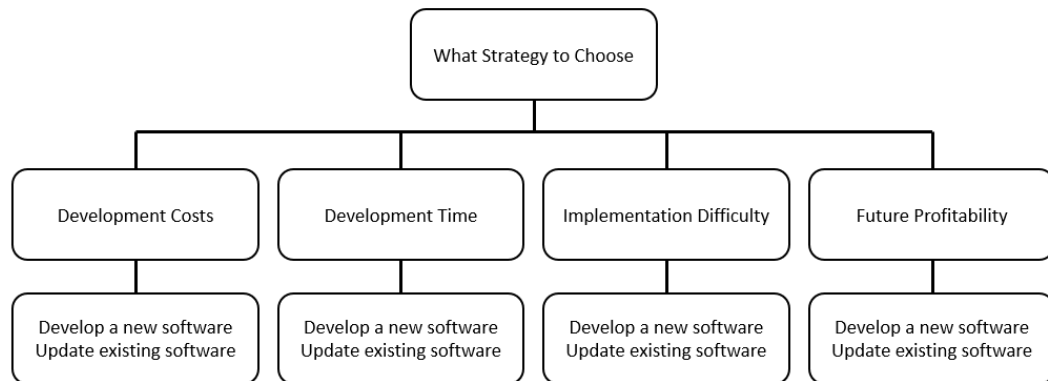 What Strategy to Choose
Development Costs
Development Time
Implementation Difficulty
Future Profitability
Develop a new software
Update existing software
Develop a new software
Update existing software
Develop a new software
Update existing software
Develop a new software
Update existing software